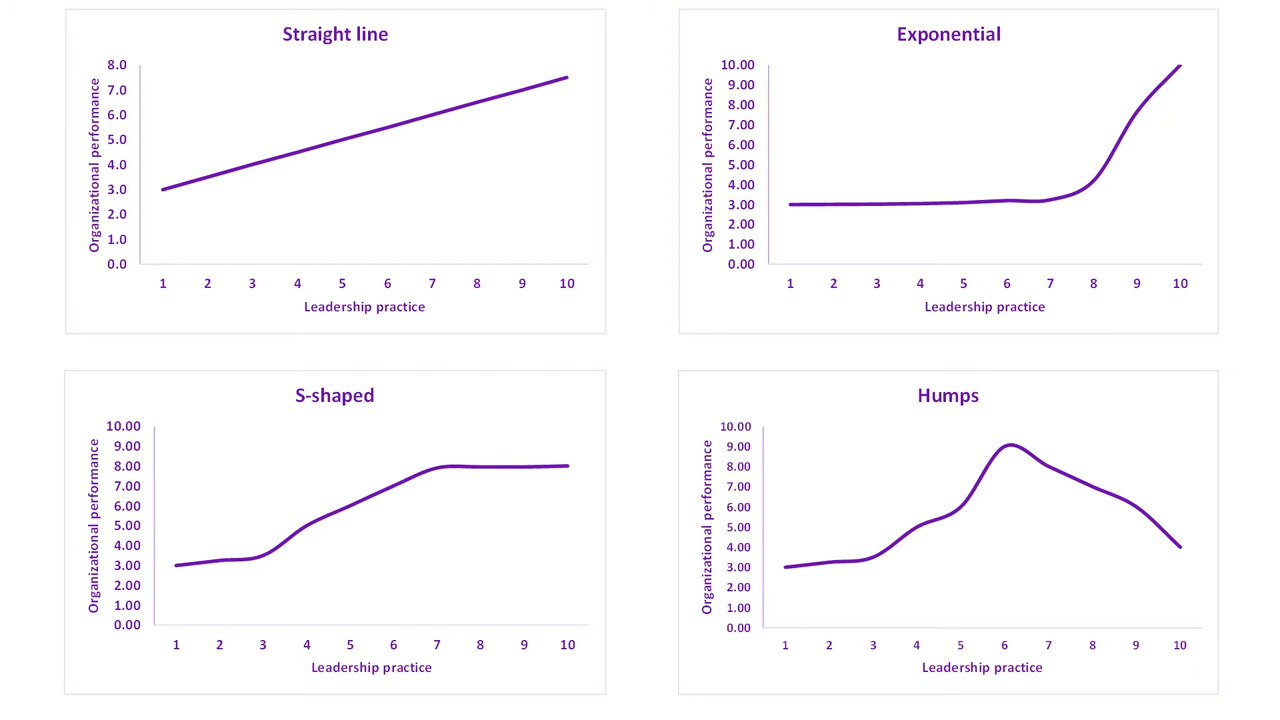 Straight line
8.0
7.0
6.0
5.0
4.0
3.0
2.0
1.0
0.0
Organizational performance
1 2 3 4 5 6 7 8 9 10
Leadership practice
Exponential
10.00
9.00
8.00
7.00
6.00
5.00
4.00
3.00
2.00
1.00
0.00
Organizational performance
1 2 3 4 5 6 7 8 9 10
Leadership practice
S-shaped
10.00
9.00
8.00
7.00
6.00
5.00
4.00
3.00
2.00
1.00
0.00
Organizational performance
1 2 3 4 5 6 7 8 9 10
Leadership practice
Humps
10.00
9.00
8.00
7.00
6.00
5.00
4.00
3.00
2.00
1.00
0.00
Organizational performance
1 2 3 4 5 6 7 8 9 10
Leadership practice